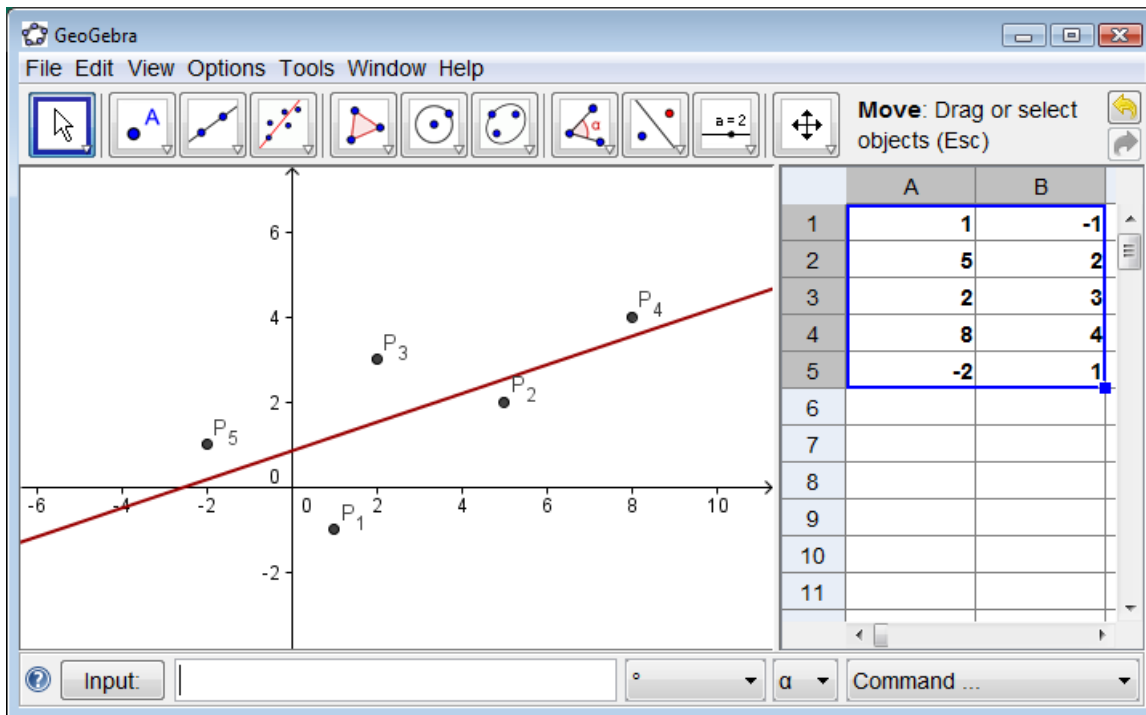 GeoGebra
File Edit View Options Tools Window Help
A
α
a = 2
Move: Drag or select
objects (Esc)
6
4
2
0
-2
-6 -4 -2 0 2 4 6 8 10
P4
P3
P2
P5
P1
A B
1 1 -1
2 5 2
3 2 3
4 8 4
5 -2 1
6
7
8
9
10
11
Input: ° α Command ...